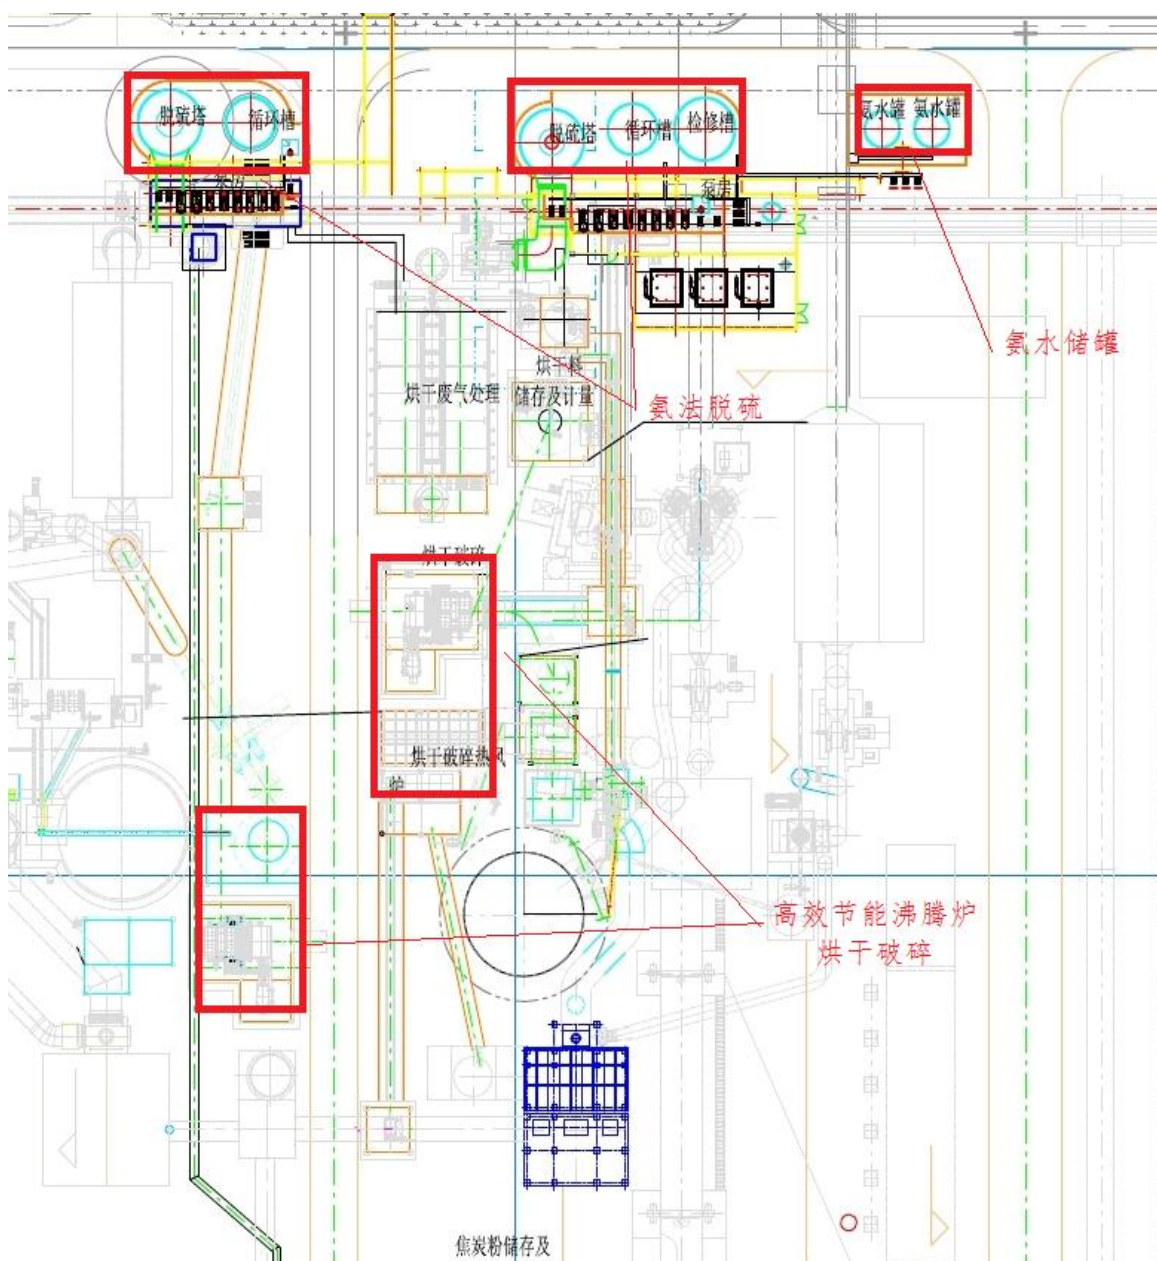 脱硫塔
循环槽
脱硫塔
循环槽
检修槽
氨水罐 氨水罐
泵房
泵房
氨水储罐
烘干料
储存及计量
烘干废气处理
氨法脱硫
烘干破碎
烘干破碎热风
炉
高效节能沸腾炉
烘干破碎
焦炭粉储存及